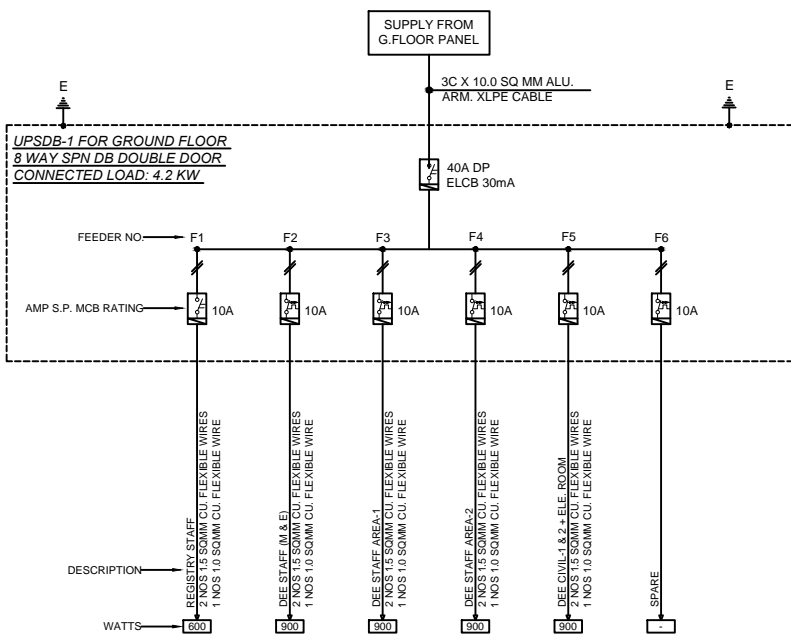 SUPPLY FROM
G.FLOOR PANEL
3C X 10.0 SQ MM ALU.
ARM. XLPE CABLE
E
E
UPSDB-1 FOR GROUND FLOOR
8 WAY SPN DB DOUBLE DOOR
CONNECTED LOAD: 4.2 KW
40A DP
ELCB 30mA
FEEDER NO.
F1
F2
F3
F4
F5
F6
AMP S.P. MCB RATING
10A
10A
10A
10A
10A
10A
DESCRIPTION
REGISTRY STAFF
2 NOS 1.5 SQMM CU. FLEXIBLE WIRES
1 NOS 1.0 SQMM CU. FLEXIBLE WIRE
DEE STAFF (M & E)
2 NOS 1.5 SQMM CU. FLEXIBLE WIRES
1 NOS 1.0 SQMM CU. FLEXIBLE WIRE
DEE STAFF AREA-1
2 NOS 1.5 SQMM CU. FLEXIBLE WIRES
1 NOS 1.0 SQMM CU. FLEXIBLE WIRE
DEE STAFF AREA-2
2 NOS 1.5 SQMM CU. FLEXIBLE WIRES
1 NOS 1.0 SQMM CU. FLEXIBLE WIRE
DEE CIVIL-1 & 2 + ELE. ROOM
2 NOS 1.5 SQMM CU. FLEXIBLE WIRES
1 NOS 1.0 SQMM CU. FLEXIBLE WIRE
SPARE
WATTS
600
900
900
900
900
-